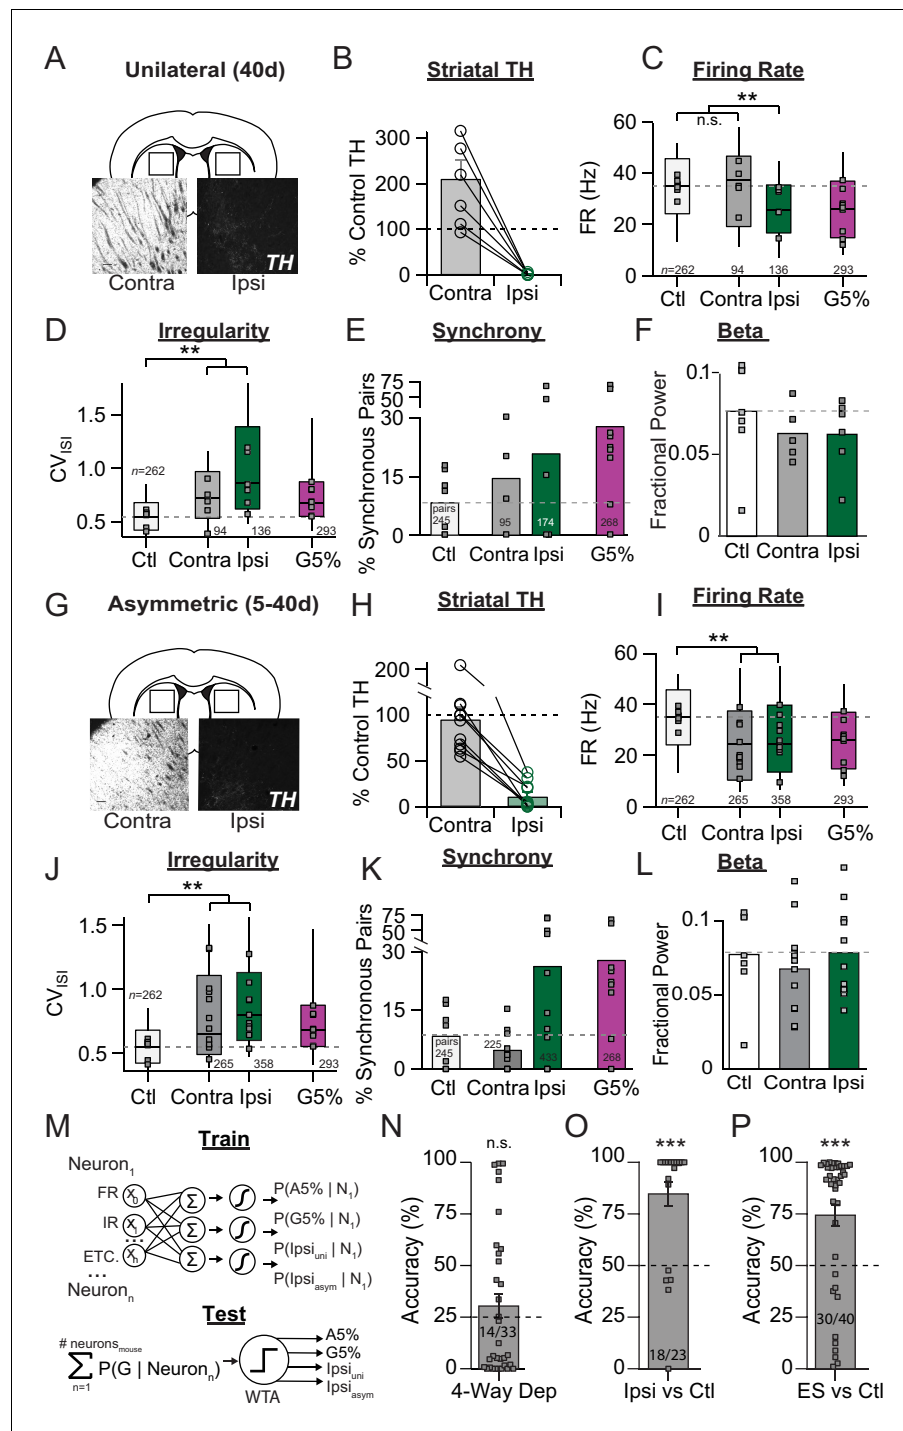 A
Unilateral (40d)
TH
Contra Ipsi
B
Striatal TH
% Control TH
300
200
100
0
Contra Ipsi
C
Firing Rate
**
n.s.
FR (Hz)
60
40
20
0
n=262 94 136 293
Ctl Contra Ipsi G5%
D
Irregularity
**
CVISI
1.5
1.0
0.5
n=262
94 136 293
Ctl Contra Ipsi G5%
E
Synchrony
% Synchronous Pairs
75
50
30
15
0
pairs
245 95 174 268
Ctl Contra Ipsi G5%
F
Beta
Fractional Power
0.1
0.05
0
Ctl Contra Ipsi
G
Asymmetric (5-40d)
TH
Contra Ipsi
H
Striatal TH
% Control TH
200
100
50
0
Contra Ipsi
I
Firing Rate
**
FR (Hz)
60
40
20
0
n=262 265 358 293
Ctl Contra Ipsi G5%
J
Irregularity
**
CVISI
1.5
1.0
0.5
n=262
265 358 293
Ctl Contra Ipsi G5%
K
Synchrony
% Synchronous Pairs
75
50
30
15
0
pairs
245 225 433 268
Ctl Contra Ipsi G5%
L
Beta
Fractional Power
0.1
0.05
0
Ctl Contra Ipsi
M
Train
Neuron1
FR X0 Σ P(A5% | N1)
IR X1 Σ P(G5% | N1)
...
ETC. Xn Σ P(Ipsiuni | N1)
... P(Ipsiasym | N1)
Neuronn
Test
# neuronsmouse
Σ P(G | Neuronn)
n=1
WTA
A5%
G5%
Ipsiuni
Ipsiasym
N
n.s.
Accuracy (%)
100
75
50
25
0
14/33
4-Way Dep
O
***
Accuracy (%)
100
75
50
25
0
18/23
Ipsi vs Ctl
P
***
Accuracy (%)
100
75
50
25
0
30/40
ES vs Ctl